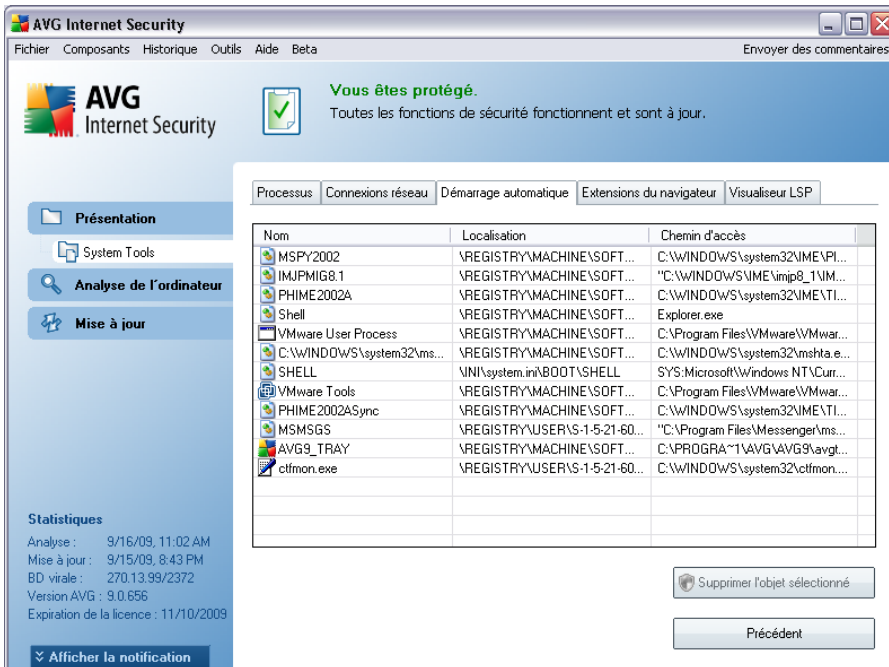 AVG Internet Security
Fichier Composants Historique Outils Aide Beta Envoyer des commentaires
AVG
Internet Security
Vous êtes protégé.
Toutes les fonctions de sécurité fonctionnent et sont à jour.
Présentation
System Tools
Analyse de l'ordinateur
Mise à jour
Processus Connexions réseau Démarrage automatique Extensions du navigateur Visualiseur LSP
Nom Localisation Chemin d'accès
MSPY2002 \REGISTRY\MACHINE\SOFT... C:\WINDOWS\system32\IME\PI...
IMJPMIG8.1 \REGISTRY\MACHINE\SOFT... "C:\WINDOWS\IME\imjp8_1\IM...
PHIME2002A \REGISTRY\MACHINE\SOFT... C:\WINDOWS\system32\IME\TI...
Shell \REGISTRY\MACHINE\SOFT... Explorer.exe
VMware User Process \REGISTRY\MACHINE\SOFT... C:\Program Files\VMware\VMwar...
C:\WINDOWS\system32\ms... \REGISTRY\MACHINE\SOFT... C:\WINDOWS\system32\mshta.e...
SHELL \INI\system.ini\BOOT\SHELL SYS:Microsoft\Windows NT\Curr...
VMware Tools \REGISTRY\MACHINE\SOFT... C:\Program Files\VMware\VMwar...
PHIME2002ASync \REGISTRY\MACHINE\SOFT... C:\WINDOWS\system32\IME\TI...
MSMSGS \REGISTRY\USER\S-1-5-21-60... "C:\Program Files\Messenger\ms...
AVG9_TRAY \REGISTRY\MACHINE\SOFT... C:\PROGRA~1\AVG\AVG9\avgt...
ctfmon.exe \REGISTRY\USER\S-1-5-21-60... C:\WINDOWS\system32\ctfmon....
Statistiques
Analyse : 9/16/09, 11:02 AM
Mise à jour : 9/15/09, 8:43 PM
BD virale : 270.13.99/2372
Version AVG : 9.0.656
Expiration de la licence : 11/10/2009
Afficher la notification
Supprimer l'objet sélectionné
Précédent